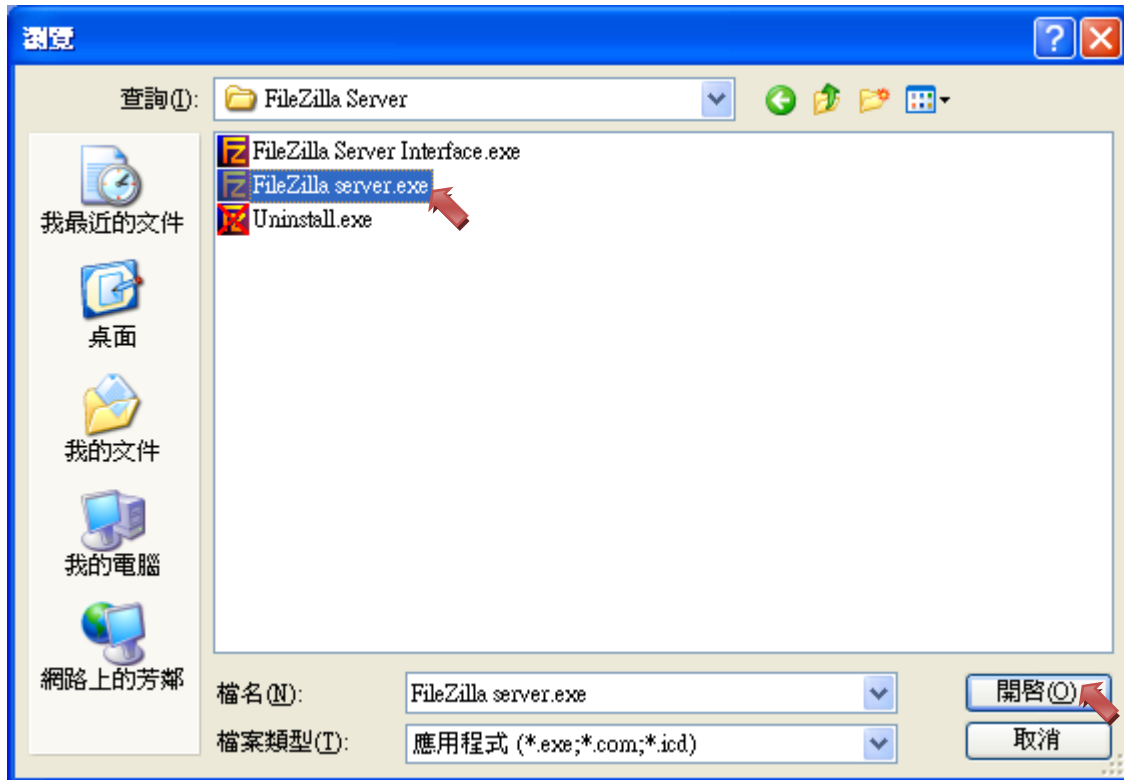 瀏覽
查詢(I):
FileZilla Server
FileZilla Server Interface.exe
FileZilla server.exe
Uninstall.exe
我最近的文件
桌面
我的文件
我的電腦
網路上的芳鄰
檔名(N):
FileZilla server.exe
開啓(O)
檔案類型(T):
應用程式 (*.exe;*.com;*.icd)
取消